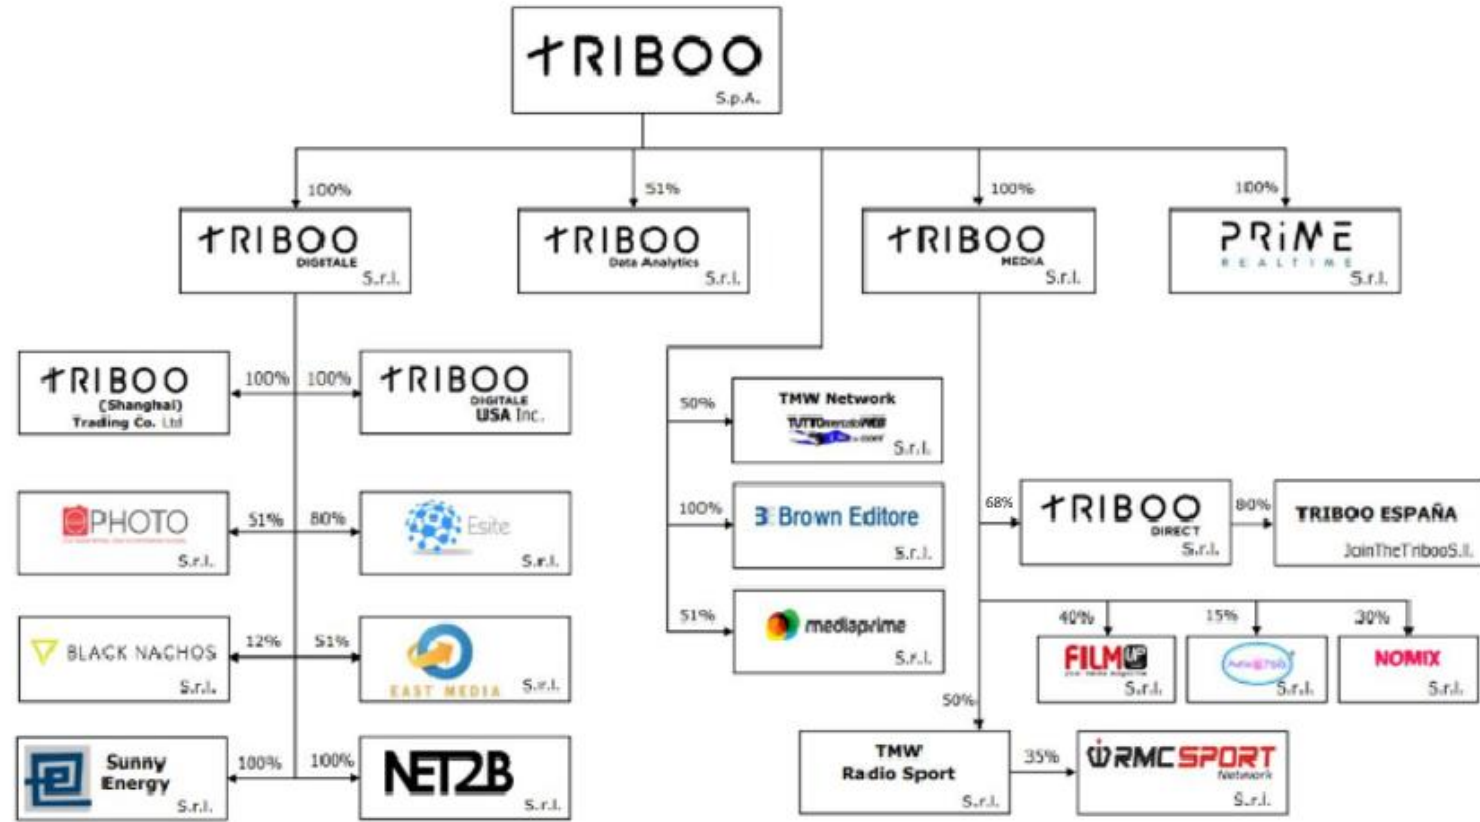 TRIBOO
S.p.A.
100%
51%
100%
100%
TRIBOO
DIGITALE
S.r.l.
TRIBOO
Data Analytics
S.r.l.
TRIBOO
MEDIA
S.r.l.
PRiME
REALTIME
S.r.l.
TRIBOO
(Shanghai)
Trading Co. Ltd
100%
100%
TRIBOO
DIGITALE
USA Inc.
50%
TMW Network
TUTTOmercatoWEB
.com
S.r.l.
PHOTO
S.r.l.
51%
80%
Esite
S.r.l.
100%
Brown Editore
S.r.l.
68%
TRIBOO
DIRECT
S.r.l.
80%
TRIBOO ESPAÑA
JoinTheTribooS.l.
BLACK NACHOS
S.r.l.
12%
51%
EAST MEDIA
S.r.l.
51%
mediaprime
S.r.l.
40%
15%
30%
FILM UP
S.r.l.
S.r.l.
NOMIX
S.r.l.
Sunny
Energy
S.r.l.
100%
100%
NET2B
S.r.l.
50%
TMW
Radio Sport
S.r.l.
35%
RMC SPORT
Network
S.r.l.